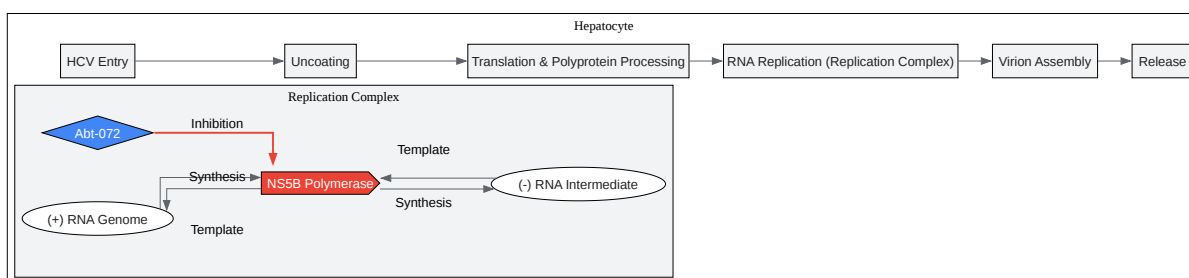 Hepatocyte
HCV Entry
Uncoating
Translation & Polyprotein Processing
RNA Replication (Replication Complex)
Virion Assembly
Release
Replication Complex
Abt-072
Inhibition
Template
Synthesis
NS5B Polymerase
(-) RNA Intermediate
Synthesis
(+) RNA Genome
Template